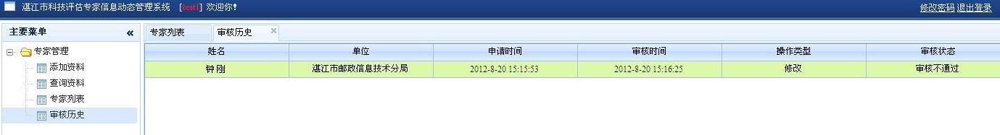 湛江市科技评估专家信息动态管理系统 [test] 欢迎你! 修改密码 退出登录
主要菜单 «
专家列表 审核历史
专家管理
添加资料
查询资料
专家列表
审核历史
姓名 单位 申请时间 审核时间 操作类型 审核状态
钟刚 湛江市邮政信息技术分局 2012-8-20 15:15:53 2012-8-20 15:16:25 修改 审核不通过